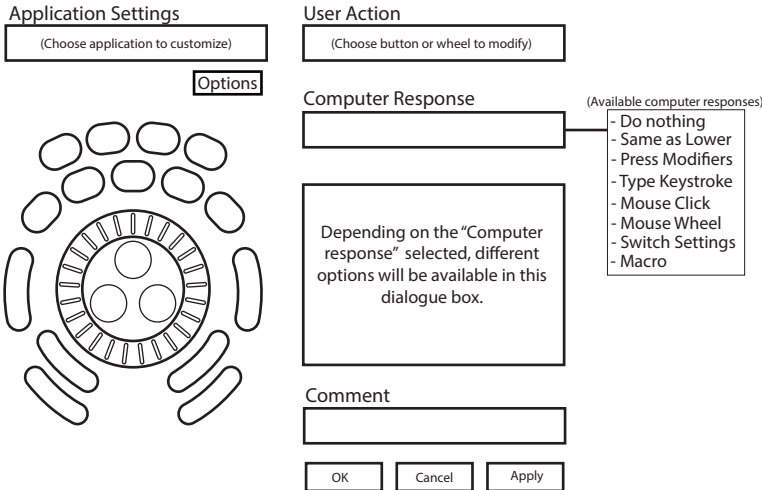 Application Settings
(Choose application to customize)
Options
User Action
(Choose button or wheel to modify)
Computer Response
(Available computer responses)
- Do nothing
- Same as Lower
- Press Modifiers
- Type Keystroke
- Mouse Click
- Mouse Wheel
- Switch Settings
- Macro
Depending on the “Computer
response” selected, different
options will be available in this
dialogue box.
Comment
OK
Cancel
Apply